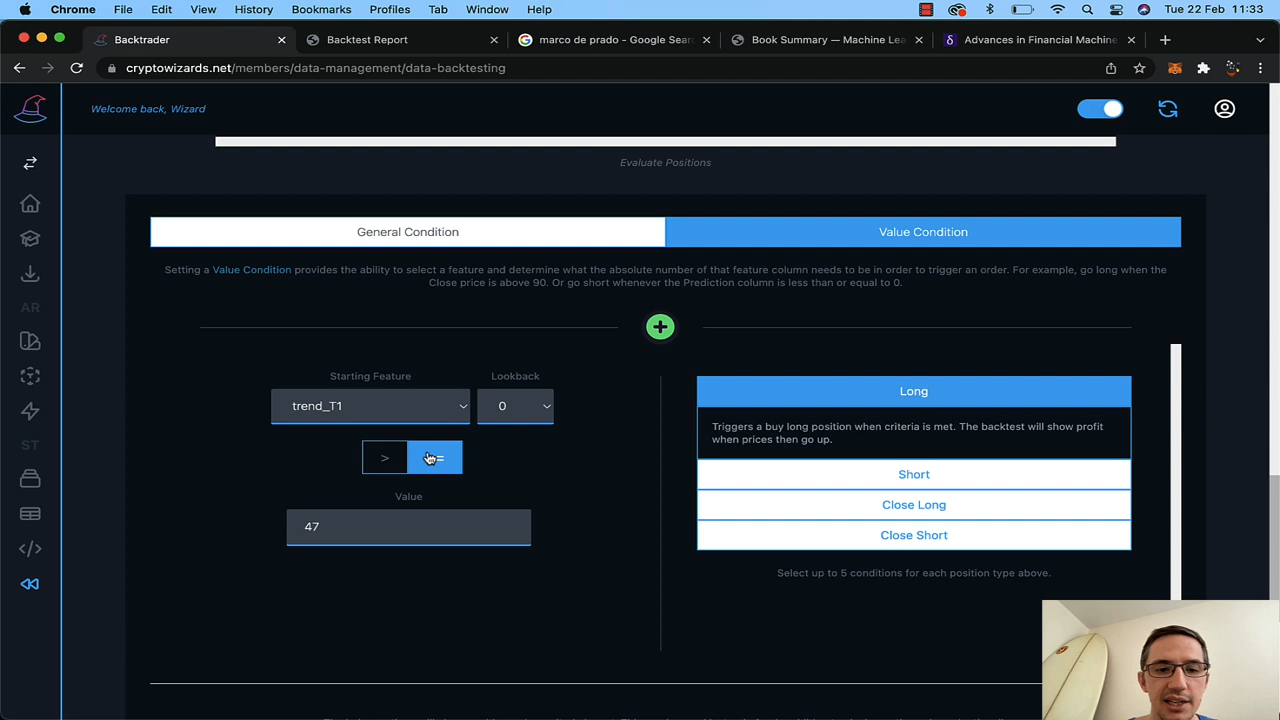 Chrome File Edit View History Bookmarks Profiles Tab Window Help Tue 22 Feb 11:33
Backtrader Backtest Report marco de prado - Google Sear Book Summary — Machine Lea Advances in Financial Machine
cryptowizards.net/members/data-management/data-backtesting
Welcome back, Wizard
Evaluate Positions
General Condition Value Condition
Setting a Value Condition provides the ability to select a feature and determine what the absolute number of that feature column needs to be in order to trigger an order. For example, go long when the
Close price is above 90. Or go short whenever the Prediction column is less than or equal to 0.
Starting Feature Lookback
trend_T1 0
> =
Value
47
Long
Triggers a buy long position when criteria is met. The backtest will show profit
when prices then go up.
Short
Close Long
Close Short
Select up to 5 conditions for each position type above.
AR
ST